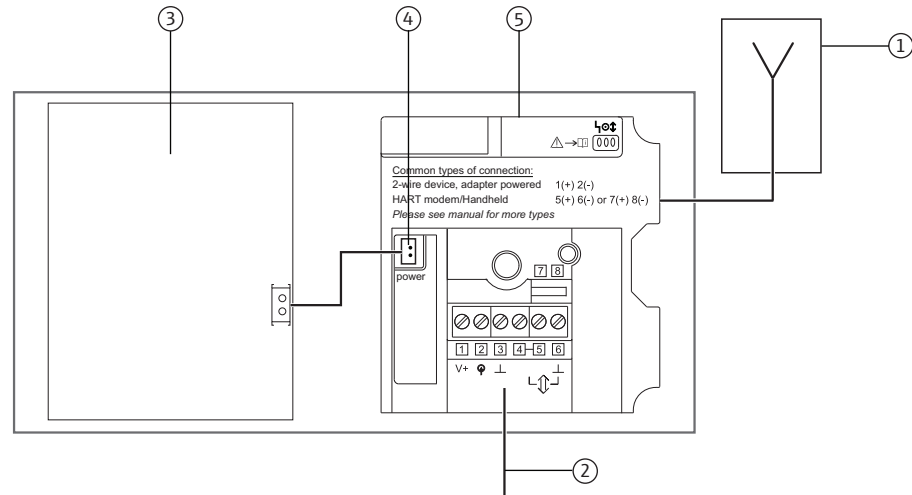 3
4
5
1
000
Common types of connection:
2-wire device, adapter powered 1(+) 2(-)
HART modem/Handheld 5(+) 6(-) or 7(+) 8(-)
Please see manual for more types
power
7 8
1 2 3 4 5 6
V+
2